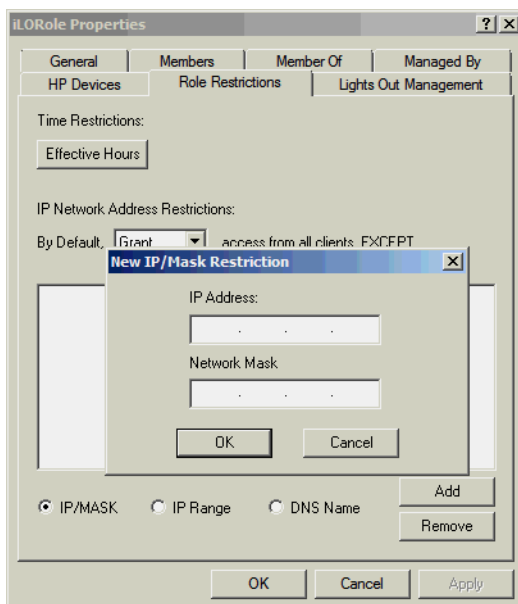 iLORole Properties
General Members Member Of Managed By
HP Devices Role Restrictions Lights Out Management
Time Restrictions:
Effective Hours
IP Network Address Restrictions:
By Default, Grant access from all clients EXCEPT
New IP/Mask Restriction
IP Address:
Network Mask
OK Cancel
IP/MASK IP Range DNS Name
Add
Remove
OK Cancel Apply